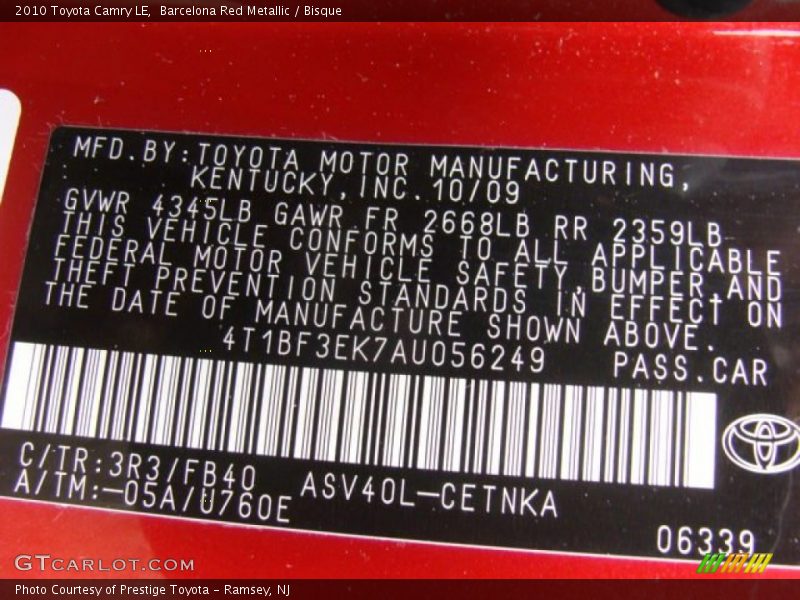 2010 Toyota Camry LE,  Barcelona Red Metallic / Bisque
MFD.BY:TOYOTA MOTOR MANUFACTURING,
KENTUCKY,INC.10/09
GVWR 4345LB GAWR FR 2668LB RR 2359LB
THIS VEHICLE CONFORMS TO ALL APPLICABLE
FEDERAL MOTOR VEHICLE SAFETY,BUMPER,AND
THEFT PREVENTION STANDARDS IN EFFECT ON
THE DATE OF MANUFACTURE SHOWN ABOVE.
4T1BF3EK7AU056249 PASS.CAR
C/TR:3R3/FB40 ASV40L-CETNKA
A/TM:-05A/U760E
06339
GTCARLOT.COM
Photo Courtesy of Prestige Toyota - Ramsey, NJ